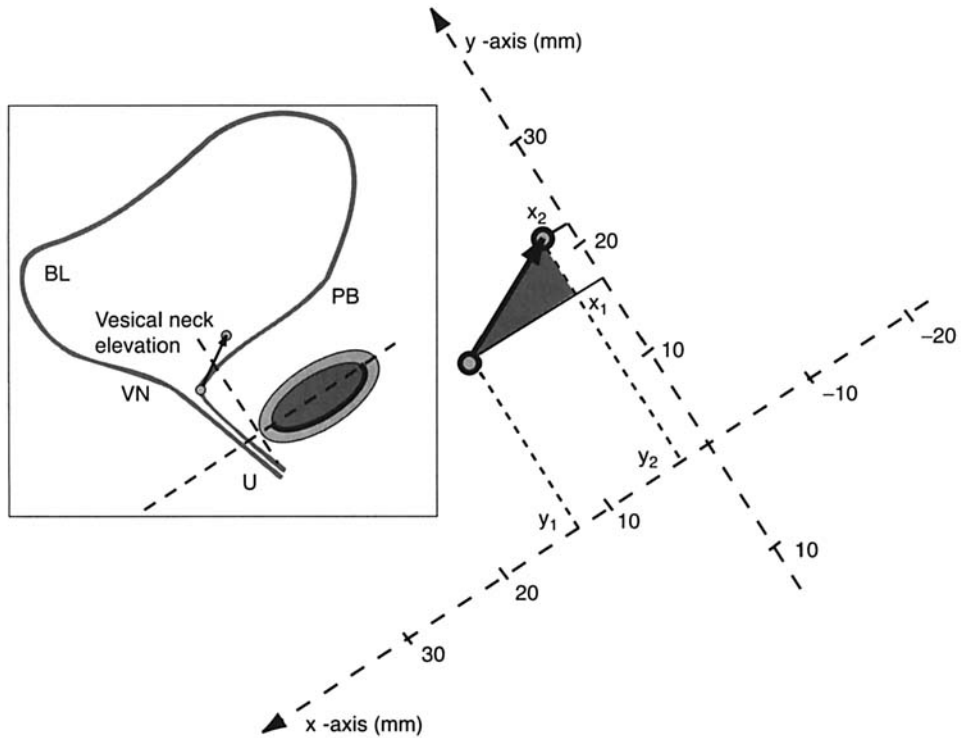 BL
PB
Vesical neck
elevation
VN
U
y -axis (mm)
30
x₂
20
x₁
10
–20
–10
y₂
y₁
10
10
20
30
x -axis (mm)